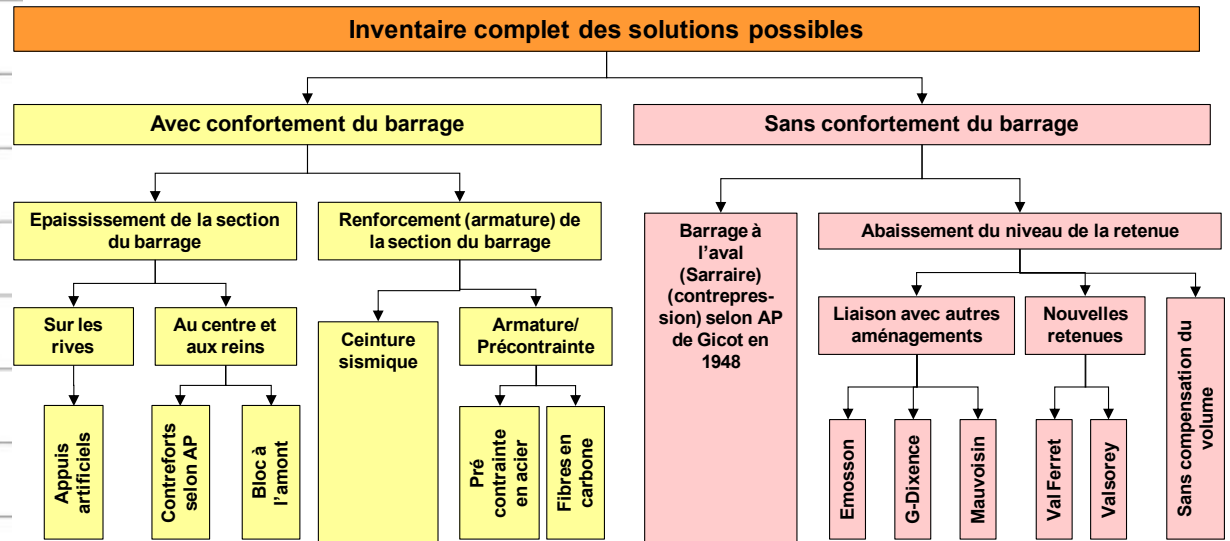 Inventaire complet des solutions possibles
Avec confortement du barrage
Sans confortement du barrage
Epaississement de la section
du barrage
Renforcement (armature) de
la section du barrage
Barrage à
l’aval
(Sarraire)
(contrepres-
sion) selon AP
de Gicot en
1948
Abaissement du niveau de la retenue
Sur les
rives
Au centre et
aux reins
Ceinture
sismique
Armature/
Précontrainte
Liaison avec autres
aménagements
Nouvelles
retenues
Sans compensation du
volume
Appuis
artificiels
Contreforts
selon AP
Bloc à
l’amont
Pré
contrainte
en acier
Fibres en
carbone
Emosson
G-Dixence
Mauvoisin
Val Ferret
Valsorey